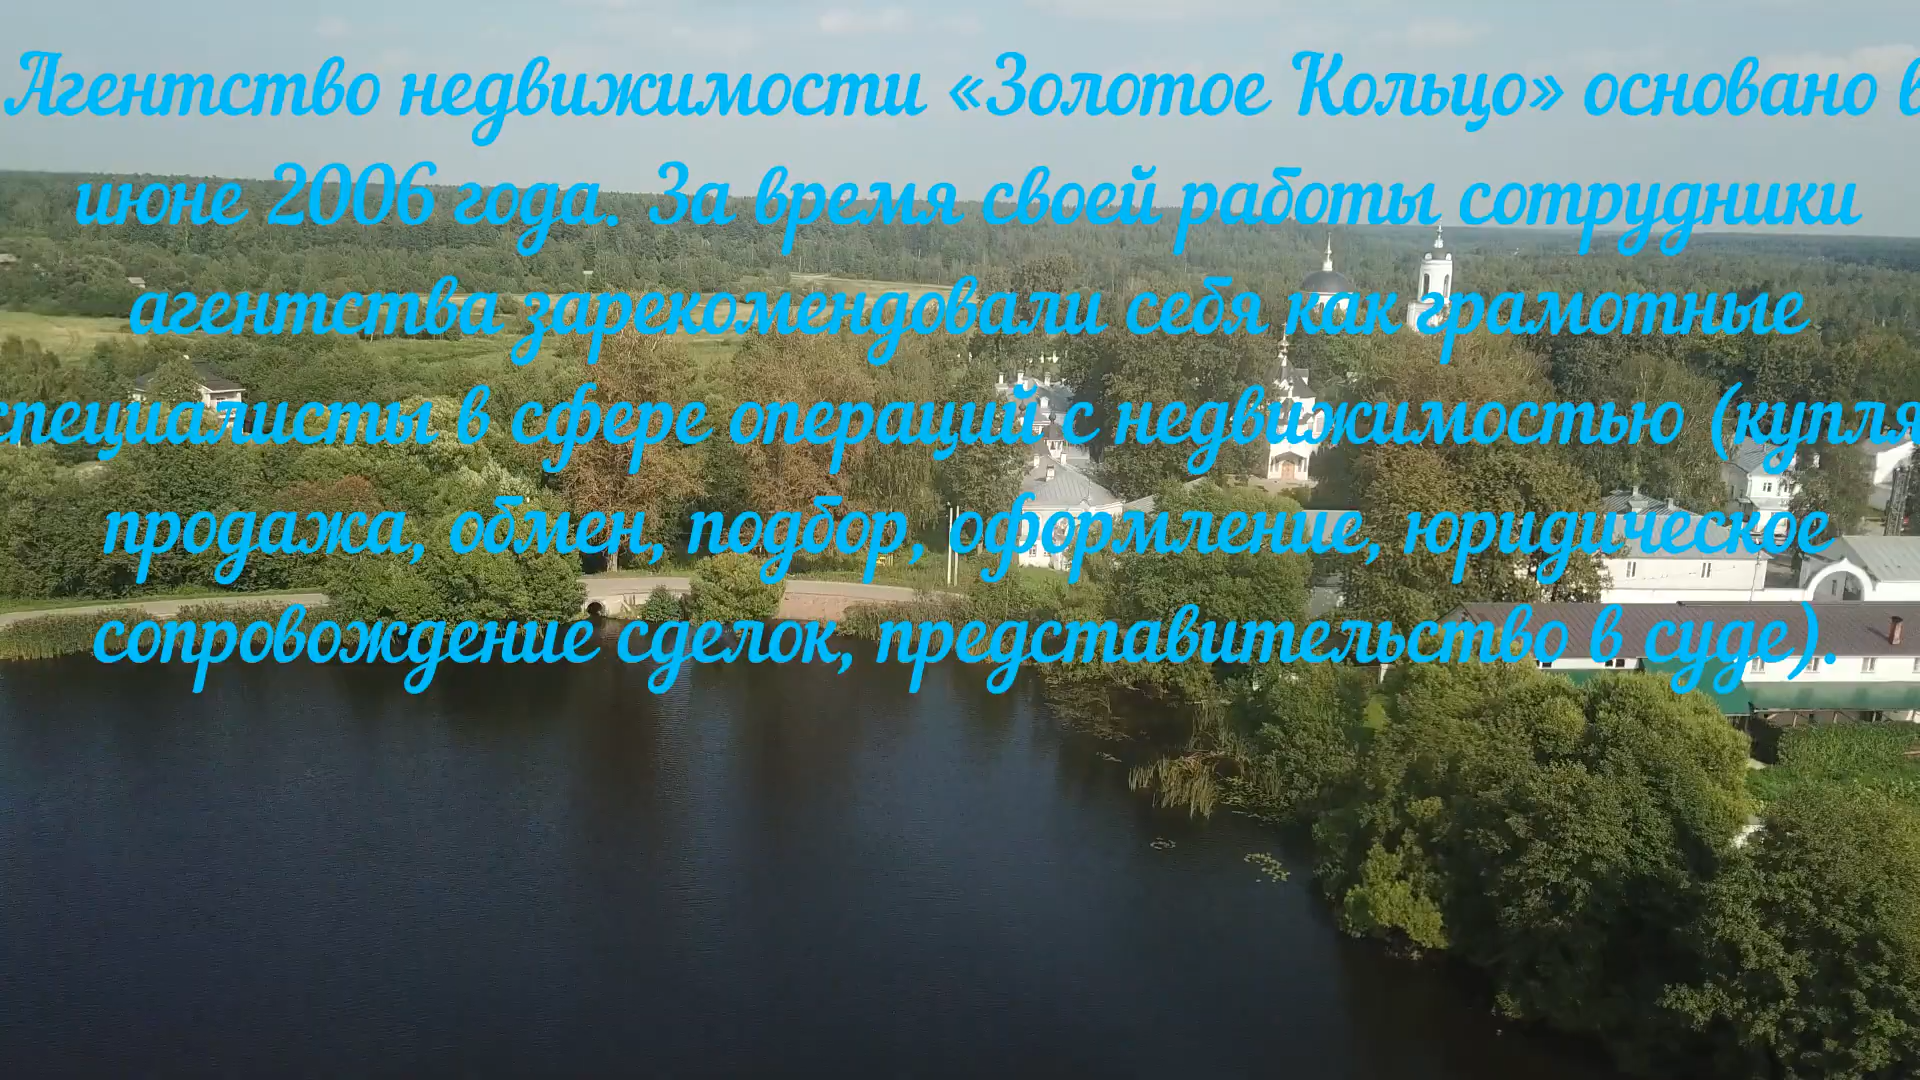 Агентство недвижимости «Золотое Кольцо» основано в
июне 2006 года. За время своей работы сотрудники
агентства зарекомендовали себя как грамотные
специалисты в сфере операций с недвижимостью (купля
продажа, обмен, подбор, оформление, юридическое
сопровождение сделок, представительство в суде).